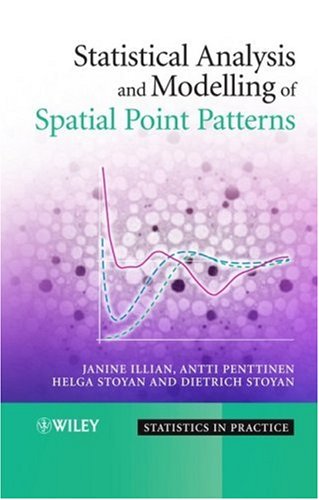 Statistical Analysis
and Modelling of
Spatial Point Patterns
JANINE ILLIAN, ANTTI PENTTINEN
HELGA STOYAN AND DIETRICH STOYAN
WILEY
STATISTICS IN PRACTICE